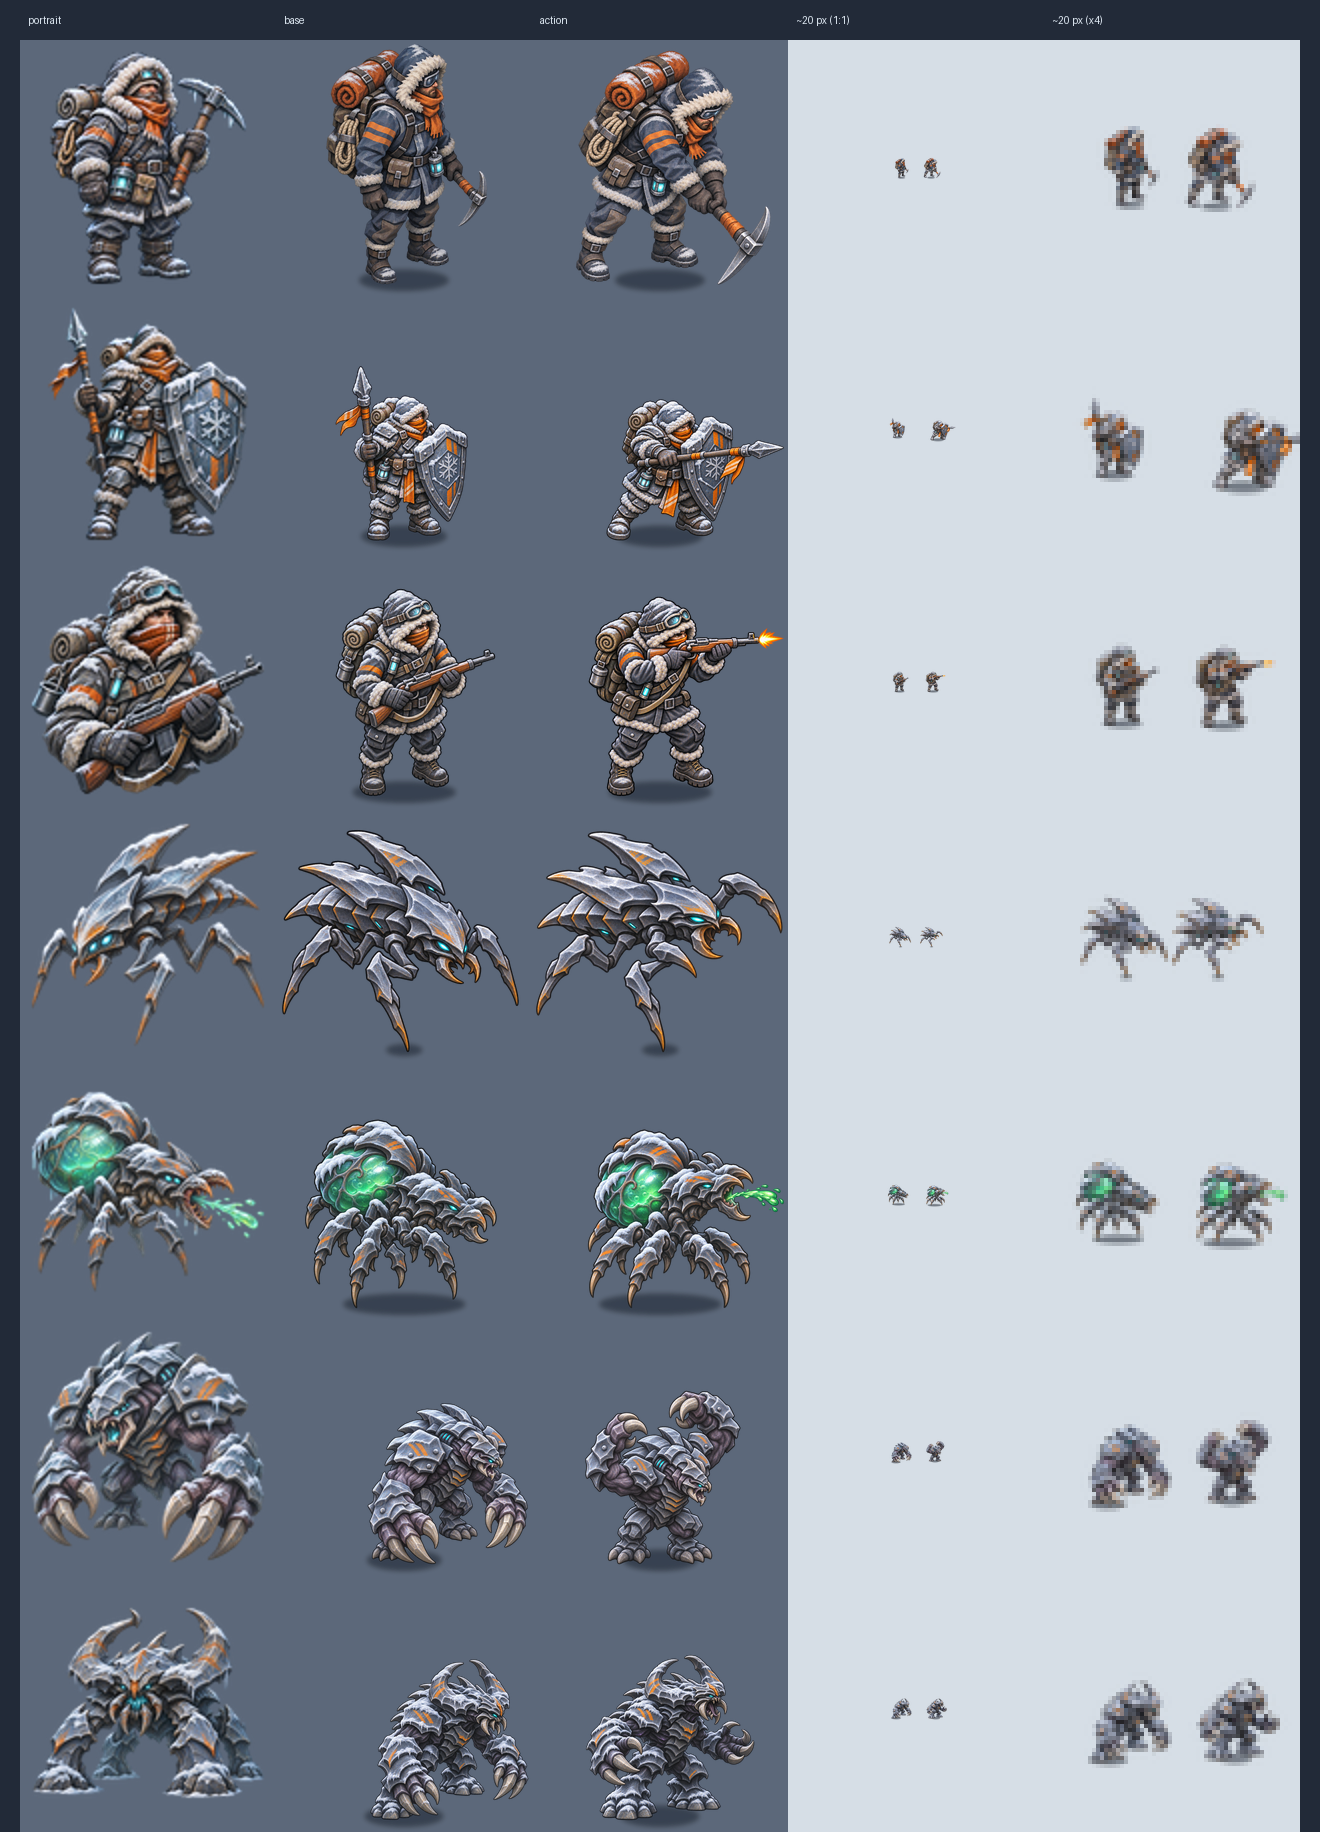 portrait
base
action
~20 px (1:1)
~20 px (x4)